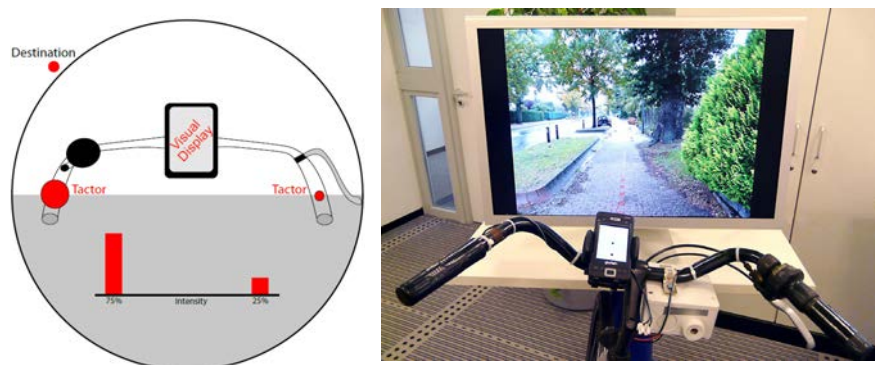 Destination
Visual
Display
Tactor
Tactor
75%
Intensity
25%